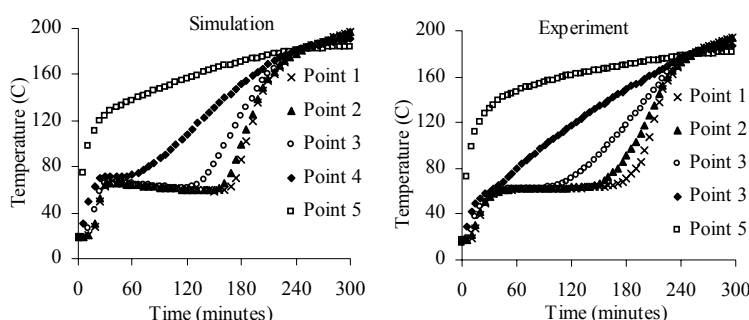 Simulation
Temperature (C)
200
160
120
80
40
0
Point 1
Point 2
Point 3
Point 4
Point 5
0 60 120 180 240 300
Time (minutes)
Experiment
Temperature (C)
200
160
120
80
40
0
Point 1
Point 2
Point 3
Point 3
Point 5
0 60 120 180 240 300
Time (minutes)